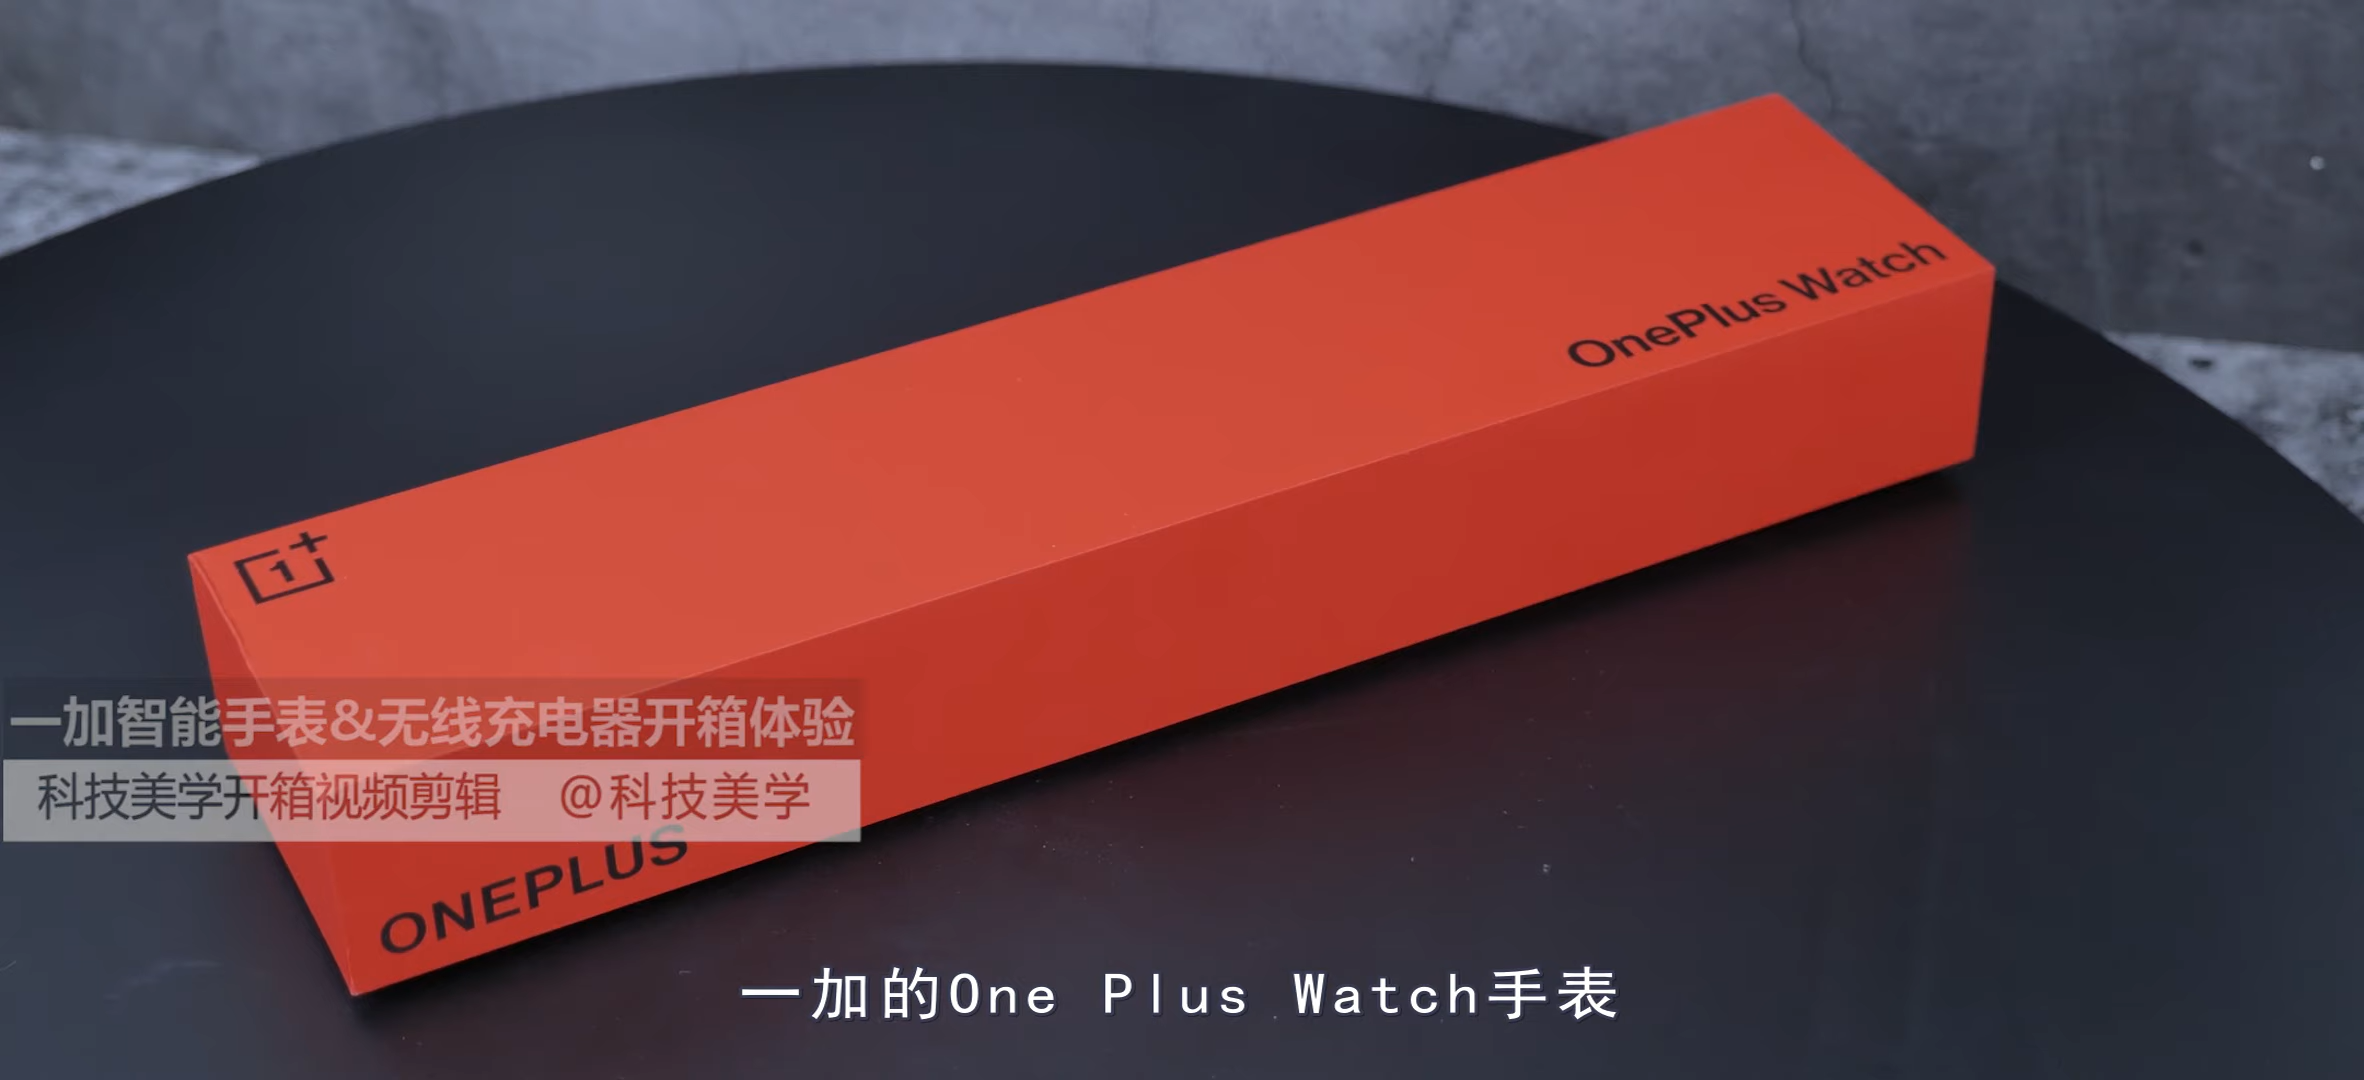 OnePlus Watch
1+
一加智能手表&无线充电器开箱体验
科技美学开箱视频剪辑 @科技美学
ONEPLUS
一加的One Plus Watch手表